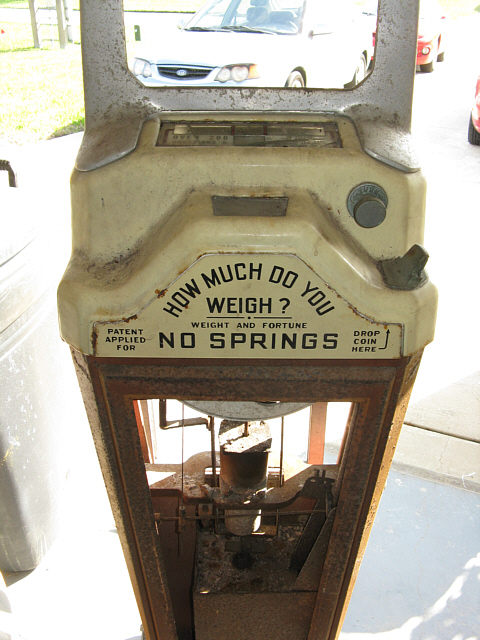 HOW MUCH DO YOU
WEIGH?
WEIGHT AND FORTUNE
NO SPRINGS
PATENT
APPLIED
FOR
DROP
COIN
HERE